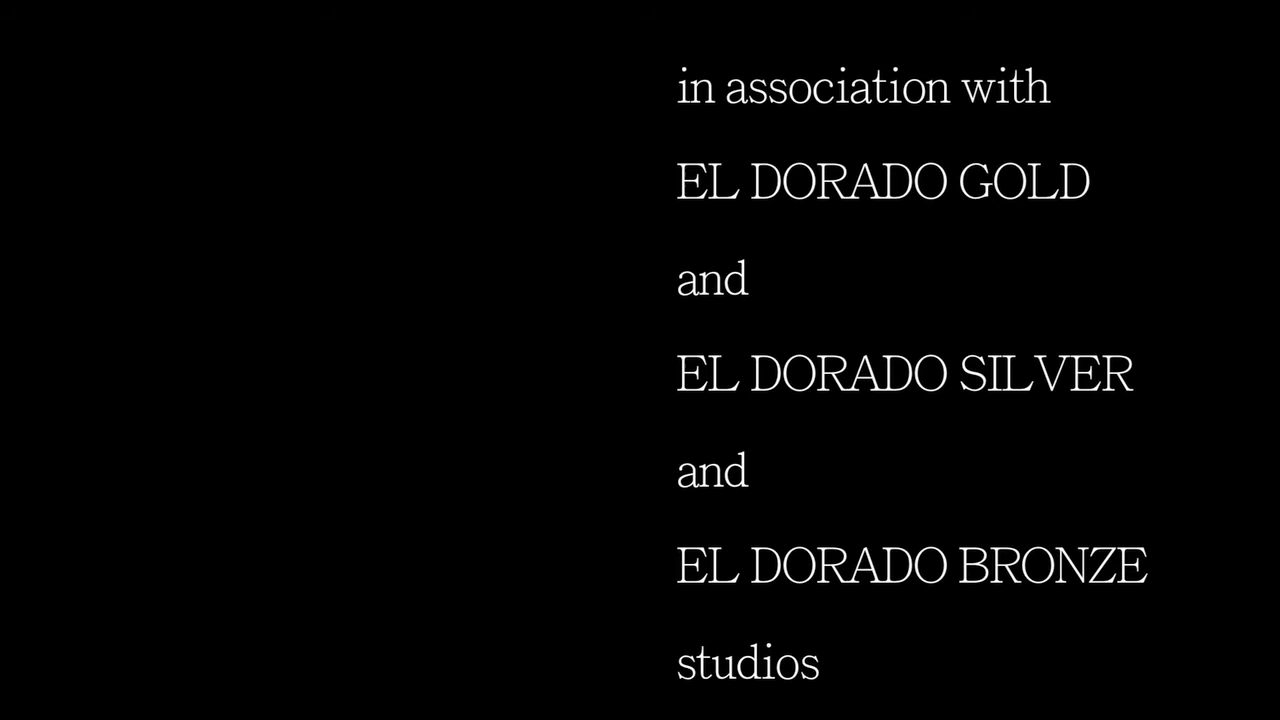 in association with
EL DORADO GOLD
and
EL DORADO SILVER
and
EL DORADO BRONZE
studios